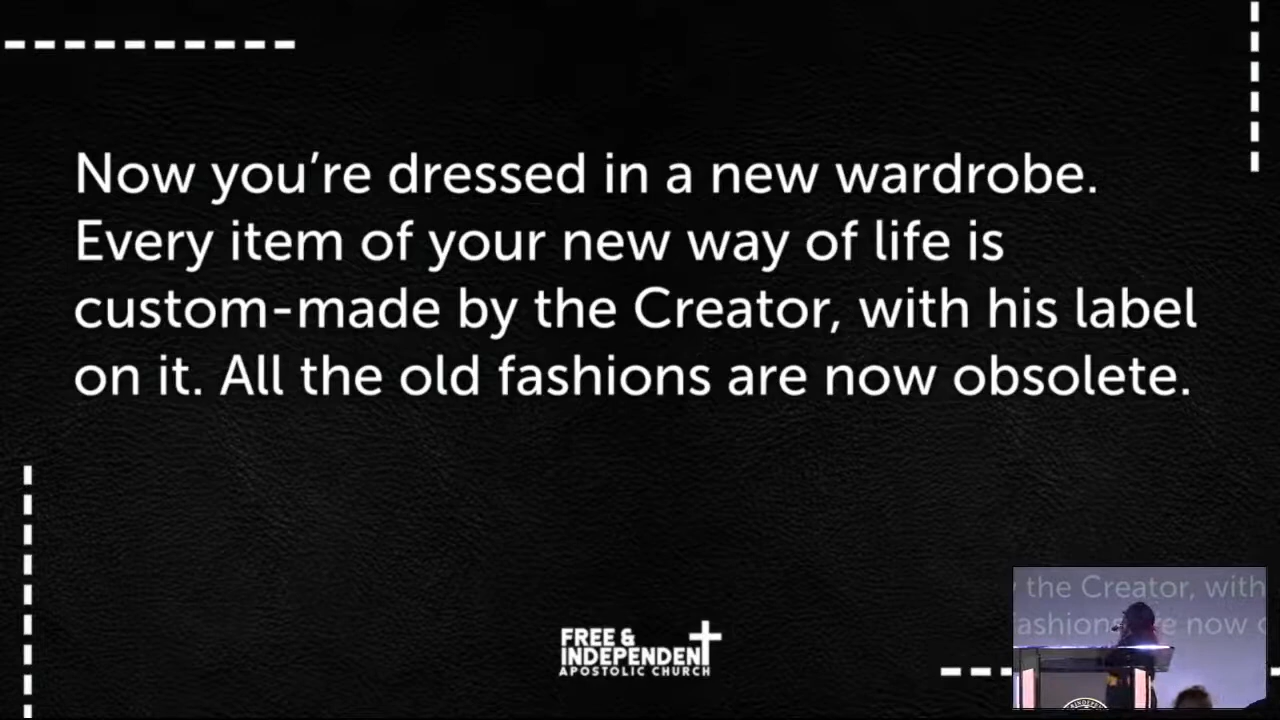 Now you’re dressed in a new wardrobe.
Every item of your new way of life is
custom-made by the Creator, with his label
on it. All the old fashions are now obsolete.
FREE &
INDEPENDENT
APOSTOLIC CHURCH
the Creator, with
ashions re now